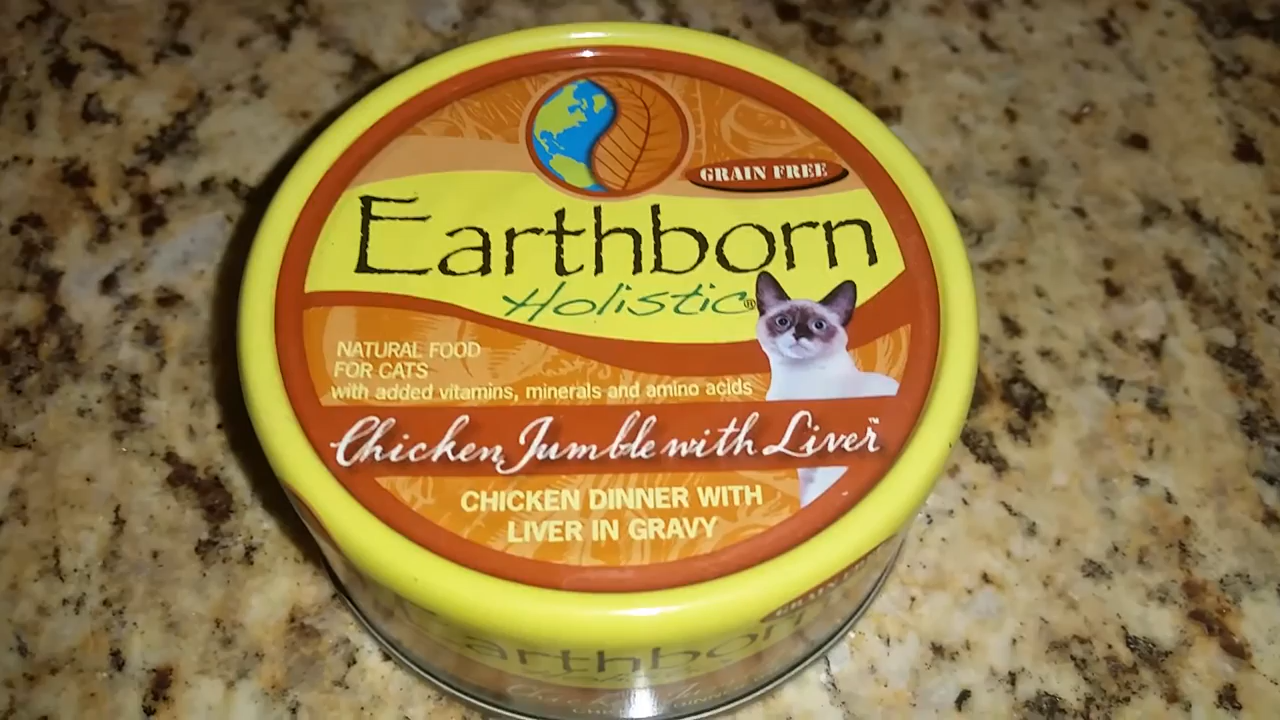 GRAIN FREE
Earthborn
Holistic®
NATURAL FOOD
FOR CATS
with added vitamins, minerals and amino acids
Chicken Jumble with Liver™
CHICKEN DINNER WITH
LIVER IN GRAVY
Earthborn